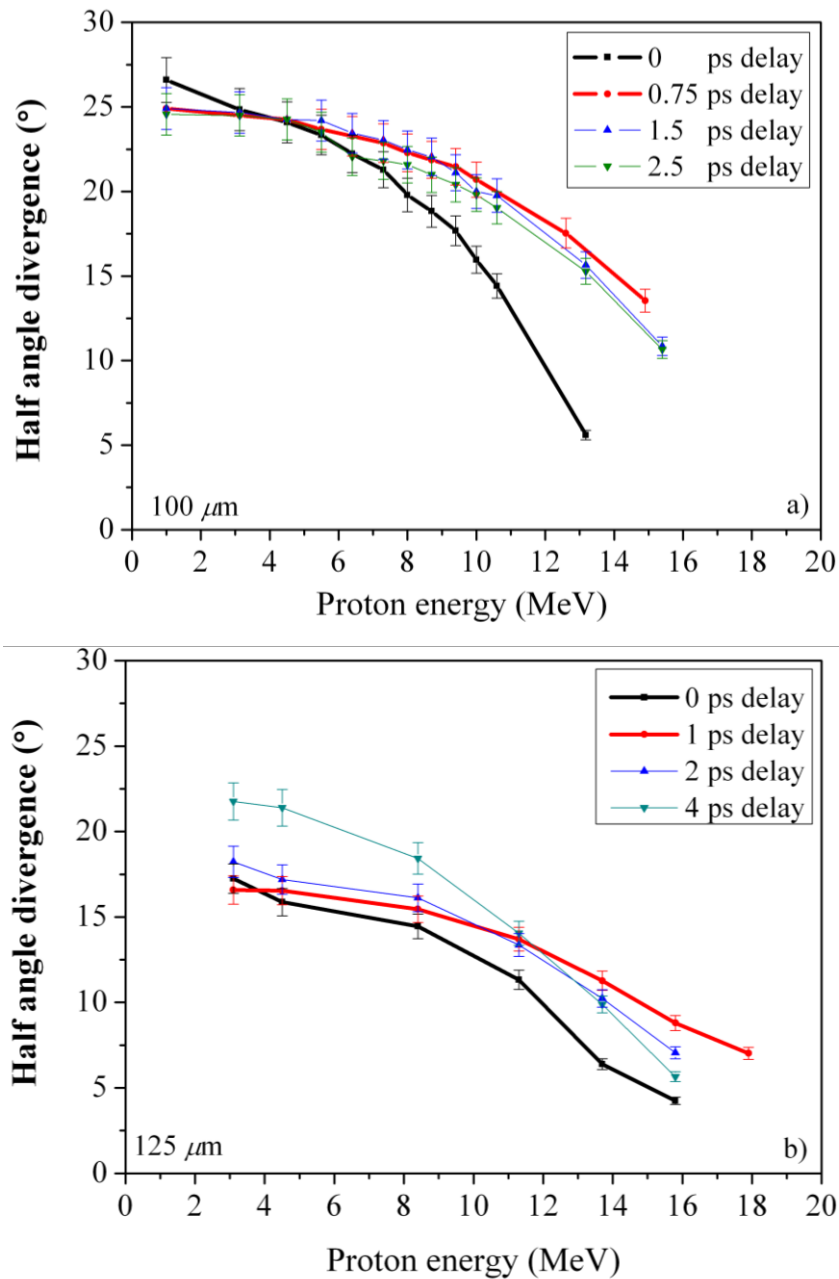 30
25
20
15
10
5
0
Half angle divergence (°)
0 ps delay
0.75 ps delay
1.5 ps delay
2.5 ps delay
100 μm
a)
0 2 4 6 8 10 12 14 16 18 20
Proton energy (MeV)
30
25
20
15
10
5
0
Half angle divergence (°)
0 ps delay
1 ps delay
2 ps delay
4 ps delay
125 μm
b)
0 2 4 6 8 10 12 14 16 18 20
Proton energy (MeV)